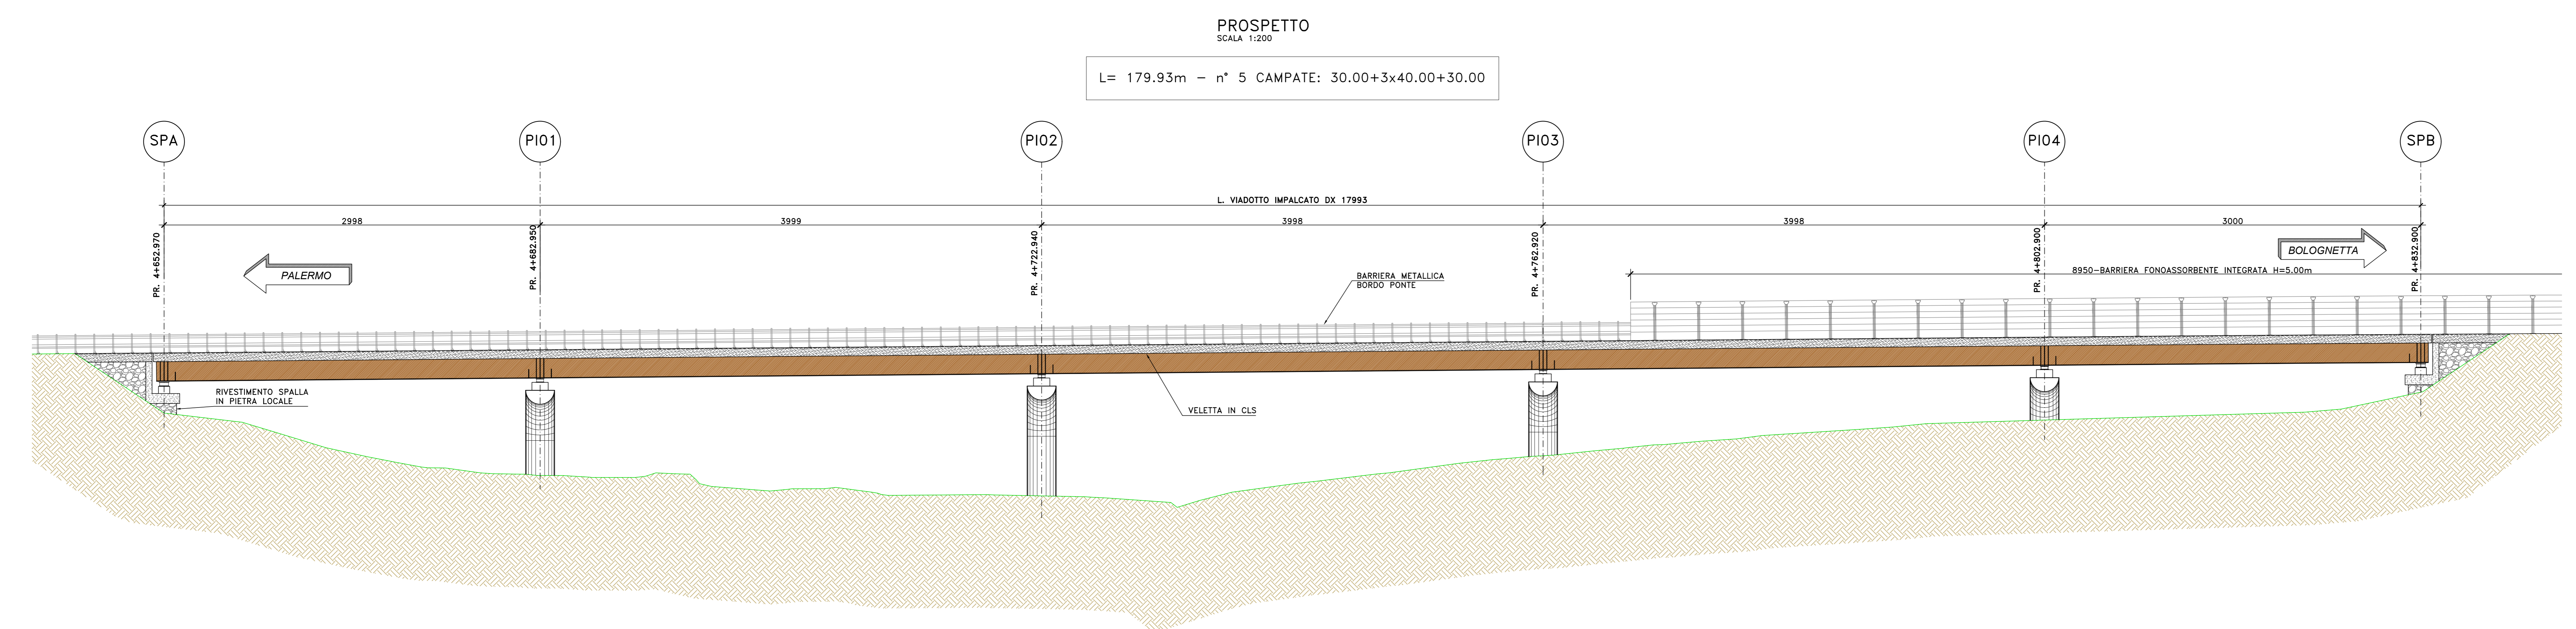 PROSPETTO
SCALA 1:200
L= 179.93m - n° 5 CAMPATE: 30.00+3x40.00+30.00
SPA
PI01
PI02
PI03
PI04
SPB
L. VIADOTTO IMPALCATO DX 17993
2998
3999
3998
3998
3000
PR. 4+652.970
PR. 4+682.950
PR. 4+722.940
PR. 4+762.920
PR. 4+802.900
PR. 4+832.900
PALERMO
BOLOGNETTA
8950-BARRIERA FONOASSORBENTE INTEGRATA H=5.00m
BARRIERA METALLICA
BORDO PONTE
RIVESTIMENTO SPALLA
IN PIETRA LOCALE
VELETTA IN CLS